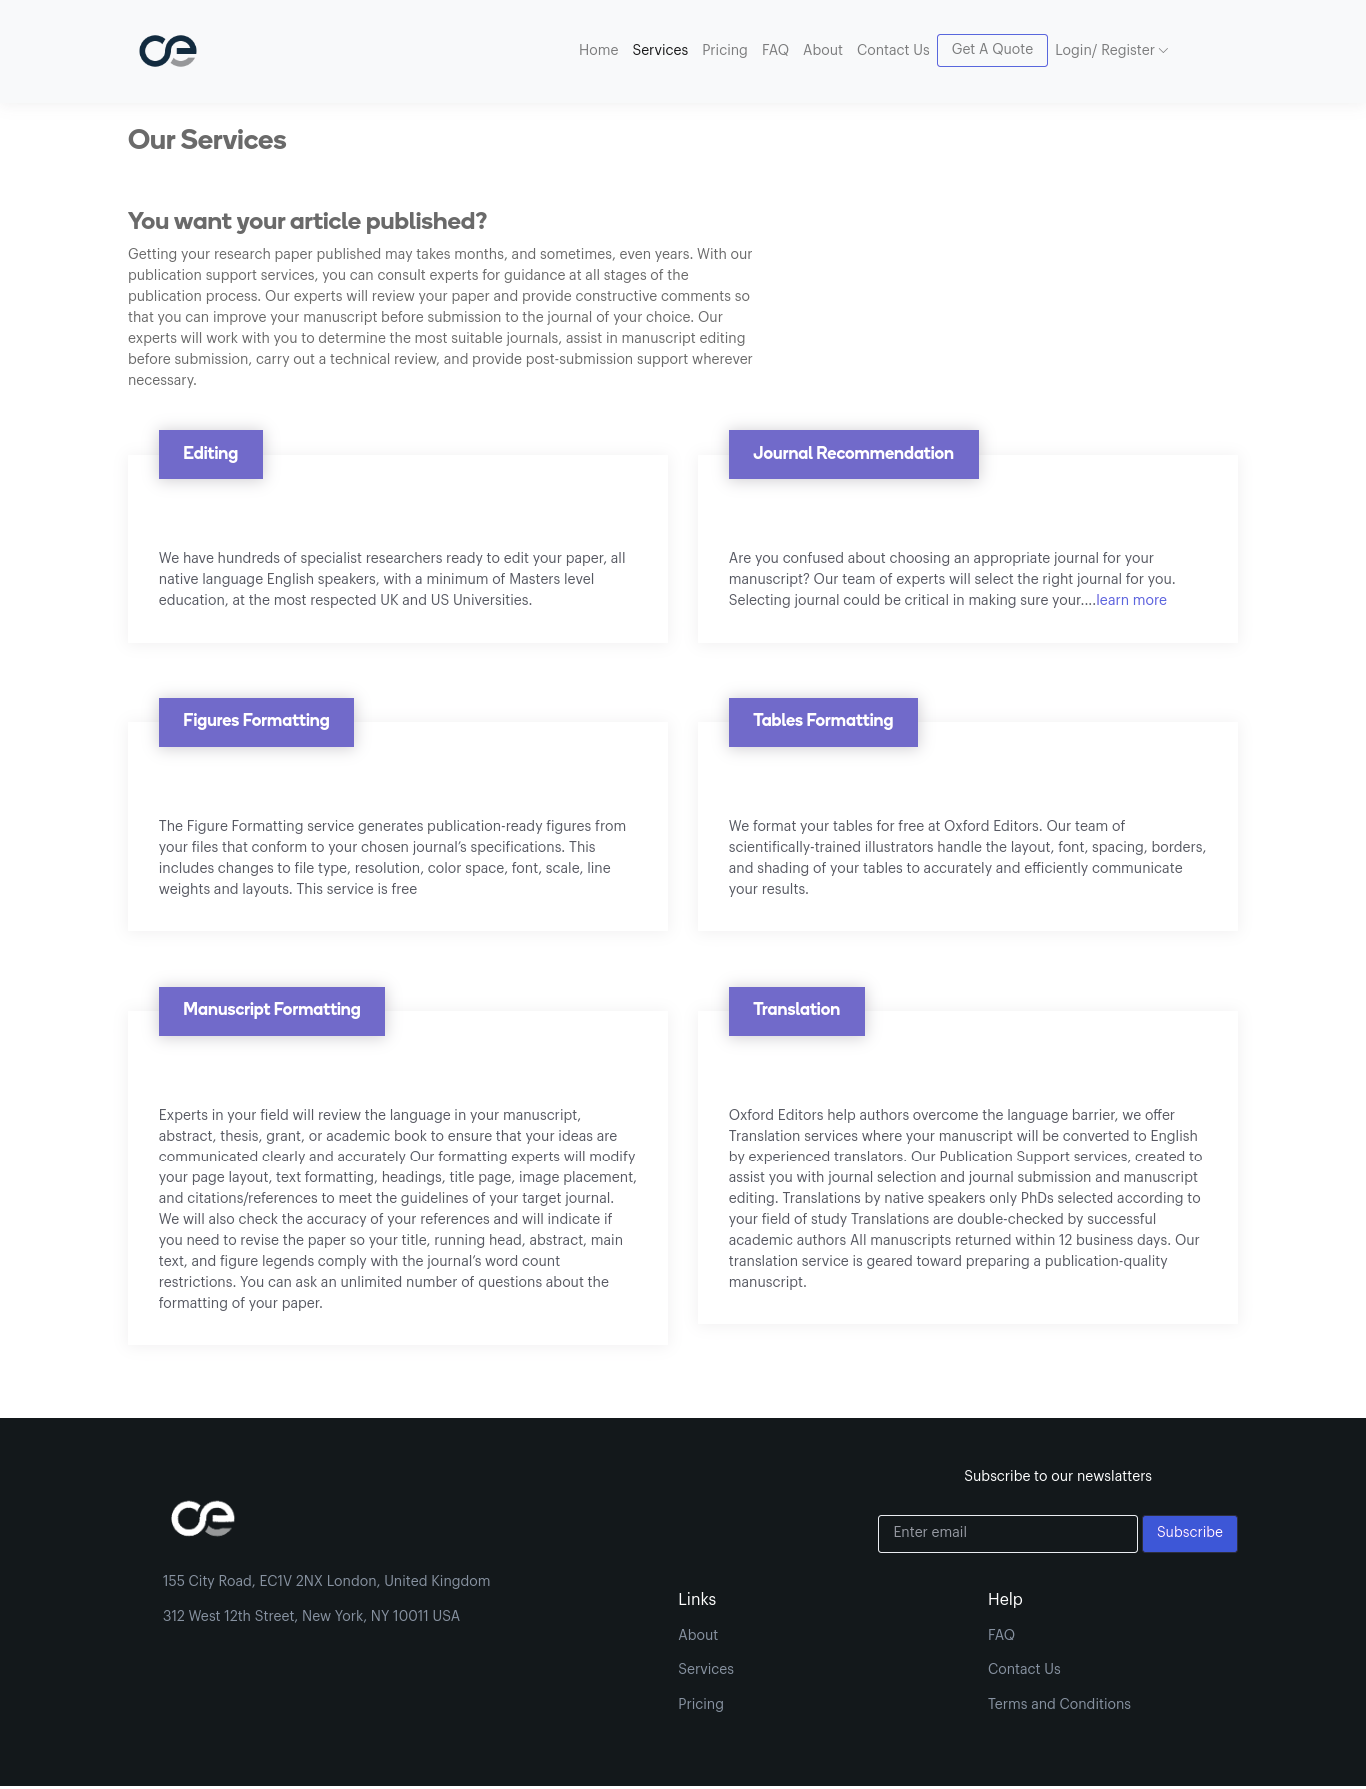 Home Services Pricing FAQ About Contact Us Get A Quote Login/ Register
Our Services
You want your article published?
Getting your research paper published may takes months, and sometimes, even years. With our
publication support services, you can consult experts for guidance at all stages of the
publication process. Our experts will review your paper and provide constructive comments so
that you can improve your manuscript before submission to the journal of your choice. Our
experts will work with you to determine the most suitable journals, assist in manuscript editing
before submission, carry out a technical review, and provide post-submission support wherever
necessary.
Editing
We have hundreds of specialist researchers ready to edit your paper, all
native language English speakers, with a minimum of Masters level
education, at the most respected UK and US Universities.
Journal Recommendation
Are you confused about choosing an appropriate journal for your
manuscript? Our team of experts will select the right journal for you.
Selecting journal could be critical in making sure your....learn more
Figures Formatting
The Figure Formatting service generates publication-ready figures from
your files that conform to your chosen journal’s specifications. This
includes changes to file type, resolution, color space, font, scale, line
weights and layouts. This service is free
Tables Formatting
We format your tables for free at Oxford Editors. Our team of
scientifically-trained illustrators handle the layout, font, spacing, borders,
and shading of your tables to accurately and efficiently communicate
your results.
Manuscript Formatting
Experts in your field will review the language in your manuscript,
abstract, thesis, grant, or academic book to ensure that your ideas are
communicated clearly and accurately Our formatting experts will modify
your page layout, text formatting, headings, title page, image placement,
and citations/references to meet the guidelines of your target journal.
We will also check the accuracy of your references and will indicate if
you need to revise the paper so your title, running head, abstract, main
text, and figure legends comply with the journal’s word count
restrictions. You can ask an unlimited number of questions about the
formatting of your paper.
Translation
Oxford Editors help authors overcome the language barrier, we offer
Translation services where your manuscript will be converted to English
by experienced translators. Our Publication Support services, created to
assist you with journal selection and journal submission and manuscript
editing. Translations by native speakers only PhDs selected according to
your field of study Translations are double-checked by successful
academic authors All manuscripts returned within 12 business days. Our
translation service is geared toward preparing a publication-quality
manuscript.
Subscribe to our newslatters
Enter email Subscribe
155 City Road, EC1V 2NX London, United Kingdom
312 West 12th Street, New York, NY 10011 USA
Links
About
Services
Pricing
Help
FAQ
Contact Us
Terms and Conditions